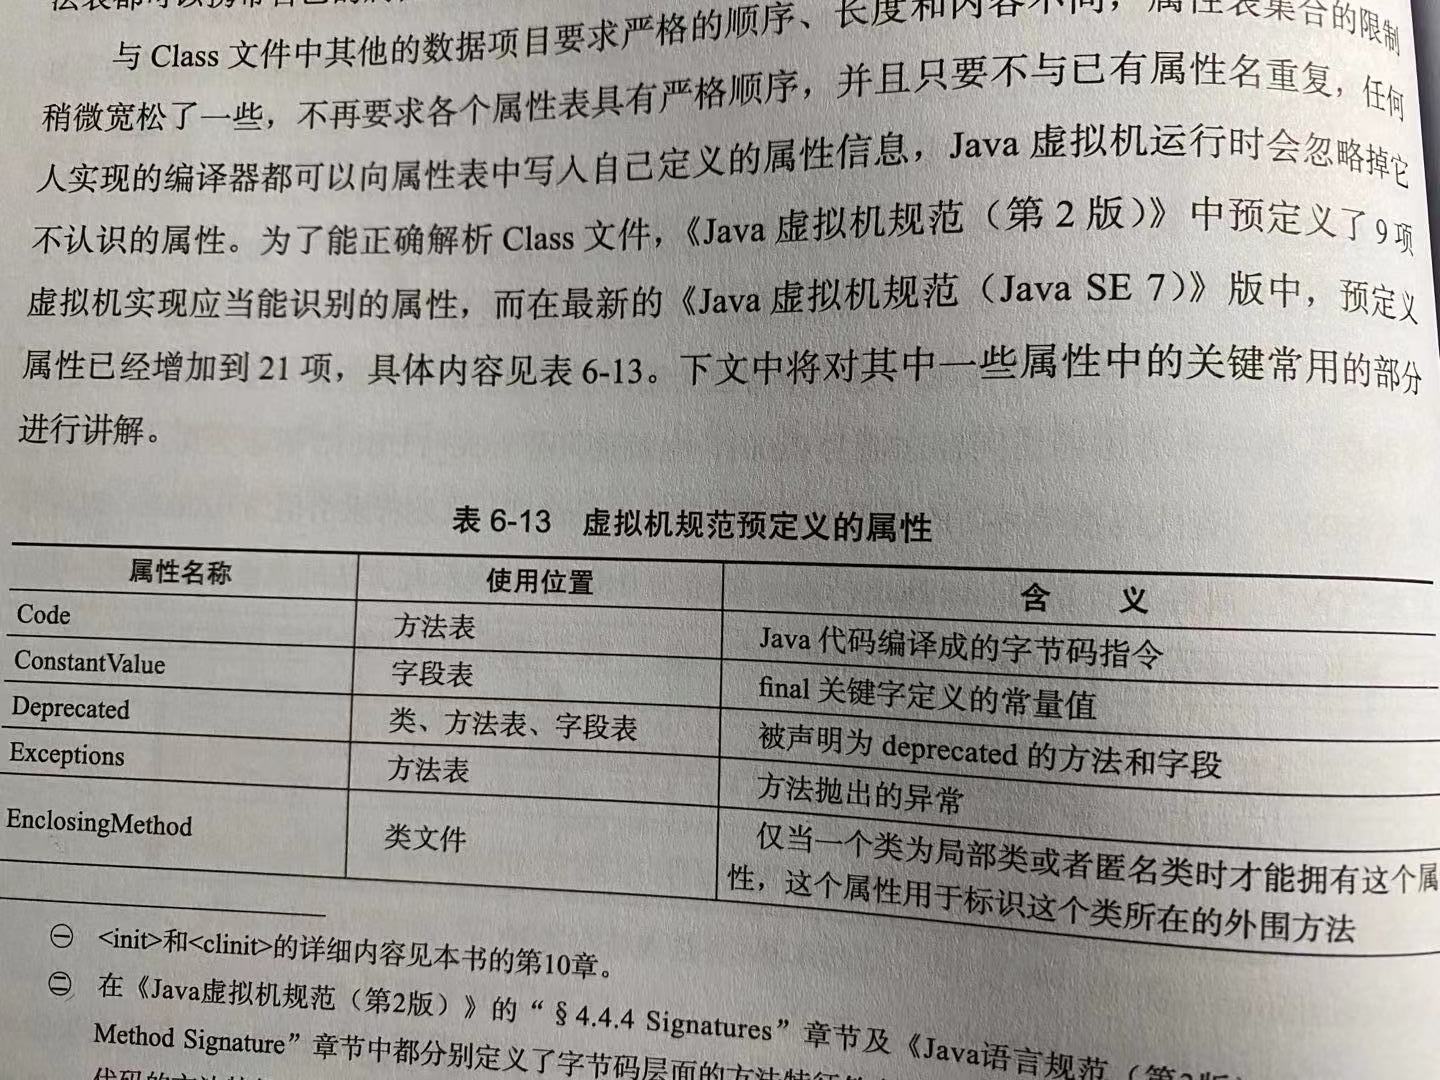 法表都可以携带自己的
与 Class 文件中其他的数据项目要求严格的顺序、长度和内容不同，属性表集合的限制
稍微宽松了一些，不再要求各个属性表具有严格顺序，并且只要不与已有属性名重复，任何
人实现的编译器都可以向属性表中写入自己定义的属性信息，Java 虚拟机运行时会忽略掉它
不认识的属性。为了能正确解析 Class 文件，《Java 虚拟机规范（第 2 版）》中预定义了 9 项
虚拟机实现应当能识别的属性，而在最新的《Java 虚拟机规范（Java SE 7）》版中，预定义
属性已经增加到 21 项，具体内容见表 6-13。下文中将对其中一些属性中的关键常用的部分
进行讲解。
表 6-13 虚拟机规范预定义的属性
属性名称 使用位置 含 义
Code 方法表 Java 代码编译成的字节码指令
ConstantValue 字段表 final 关键字定义的常量值
Deprecated 类、方法表、字段表 被声明为 deprecated 的方法和字段
Exceptions 方法表 方法抛出的异常
EnclosingMethod 类文件 仅当一个类为局部类或者匿名类时才能拥有这个属
性，这个属性用于标识这个类所在的外围方法
㊀ <init>和<clinit>的详细内容见本书的第10章。
㊁ 在《Java虚拟机规范（第2版）》的“§4.4.4 Signatures”章节及《Java语言规范（第3版
Method Signature”章节中都分别定义了字节码层面的方法特征